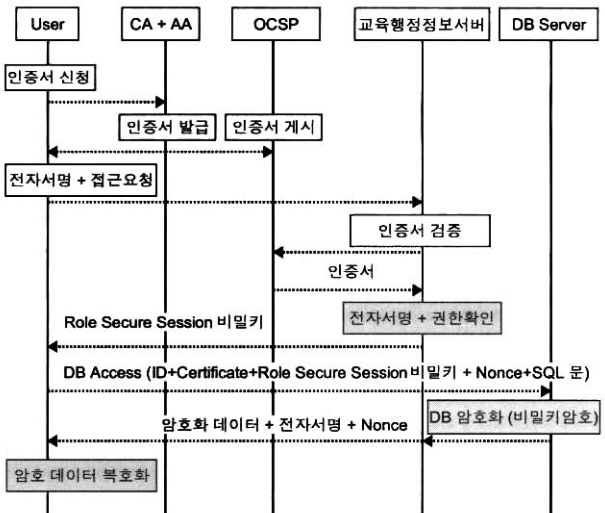 User
CA + AA
OCSP
교육행정정보서버
DB Server
인증서 신청
인증서 발급
인증서 게시
전자서명 + 접근요청
인증서 검증
인증서
전자서명 + 권한확인
Role Secure Session 비밀키
DB Access (ID+Certificate+Role Secure Session 비밀키 + Nonce+SQL 문)
DB 암호화 (비밀키암호)
암호화 데이터 + 전자서명 + Nonce
암호 데이터 복호화